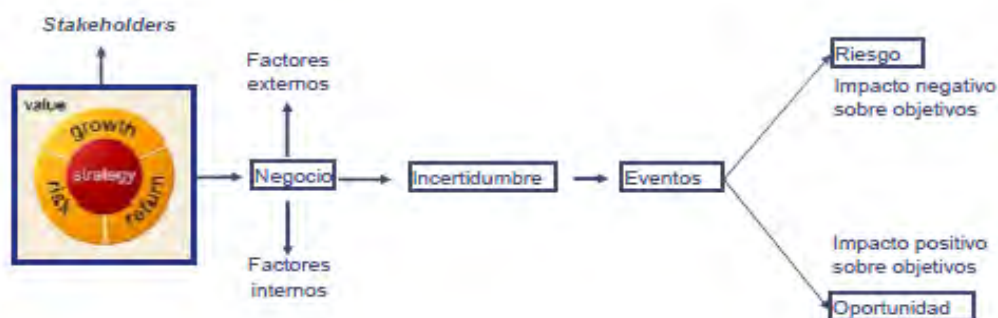 Stakeholders
value
growth
strategy
risk
return
Factores
externos
Negocio
Factores
internos
Incertidumbre
Eventos
Riesgo
Impacto negativo
sobre objetivos
Impacto positivo
sobre objetivos
Oportunidad